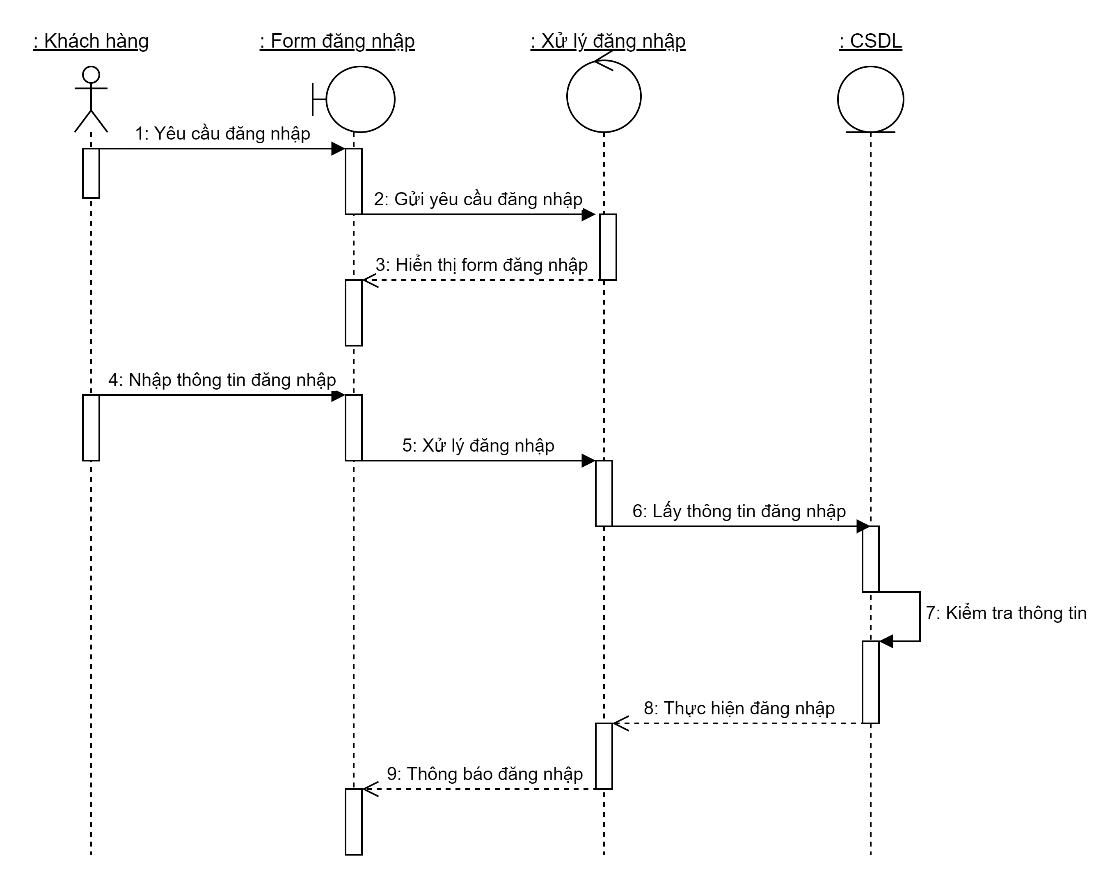 : Khách hàng
: Form đăng nhập
: Xử lý đăng nhập
: CSDL
1: Yêu cầu đăng nhập
2: Gửi yêu cầu đăng nhập
3: Hiển thị form đăng nhập
4: Nhập thông tin đăng nhập
5: Xử lý đăng nhập
6: Lấy thông tin đăng nhập
7: Kiểm tra thông tin
8: Thực hiện đăng nhập
9: Thông báo đăng nhập